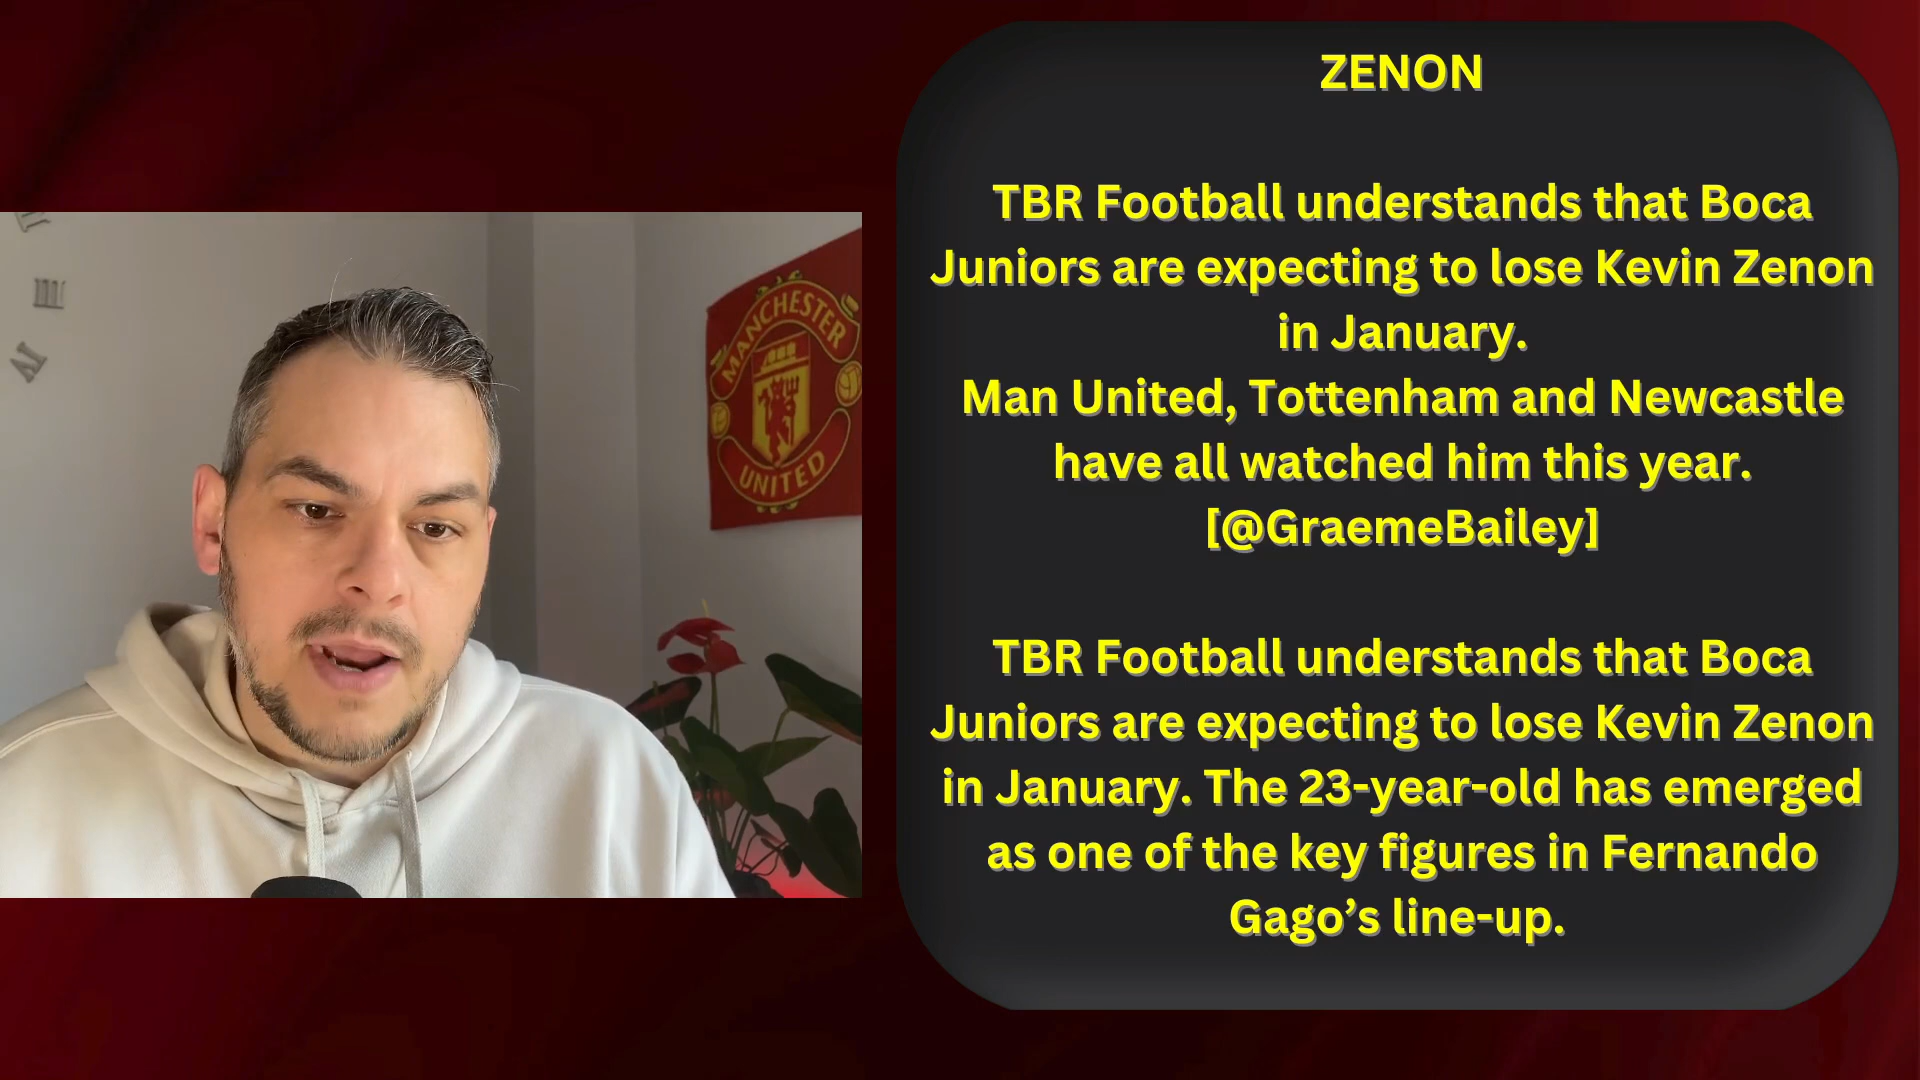 ZENON
TBR Football understands that Boca
Juniors are expecting to lose Kevin Zenon
in January.
Man United, Tottenham and Newcastle
have all watched him this year.
[@GraemeBailey]
TBR Football understands that Boca
Juniors are expecting to lose Kevin Zenon
in January. The 23-year-old has emerged
as one of the key figures in Fernando
Gago’s line-up.
MANCHESTER
UNITED
III